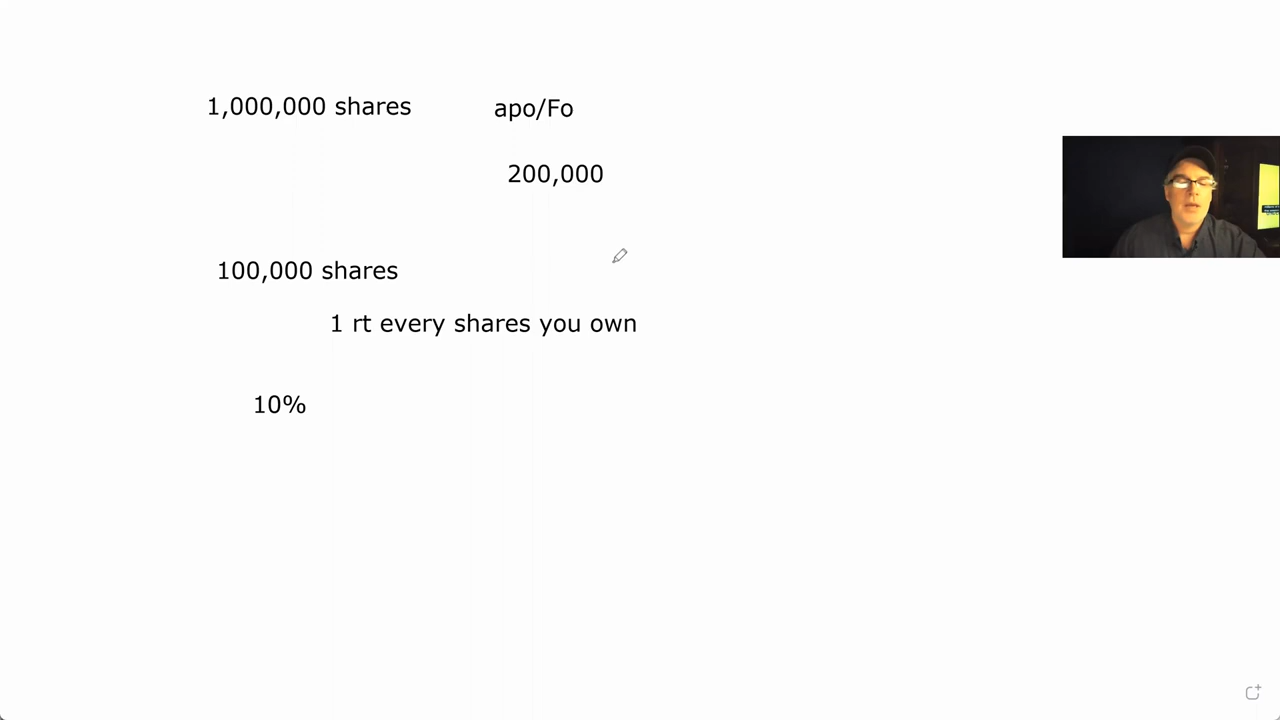 1,000,000 shares apo/Fo
200,000
100,000 shares
1 rt every shares you own
10%